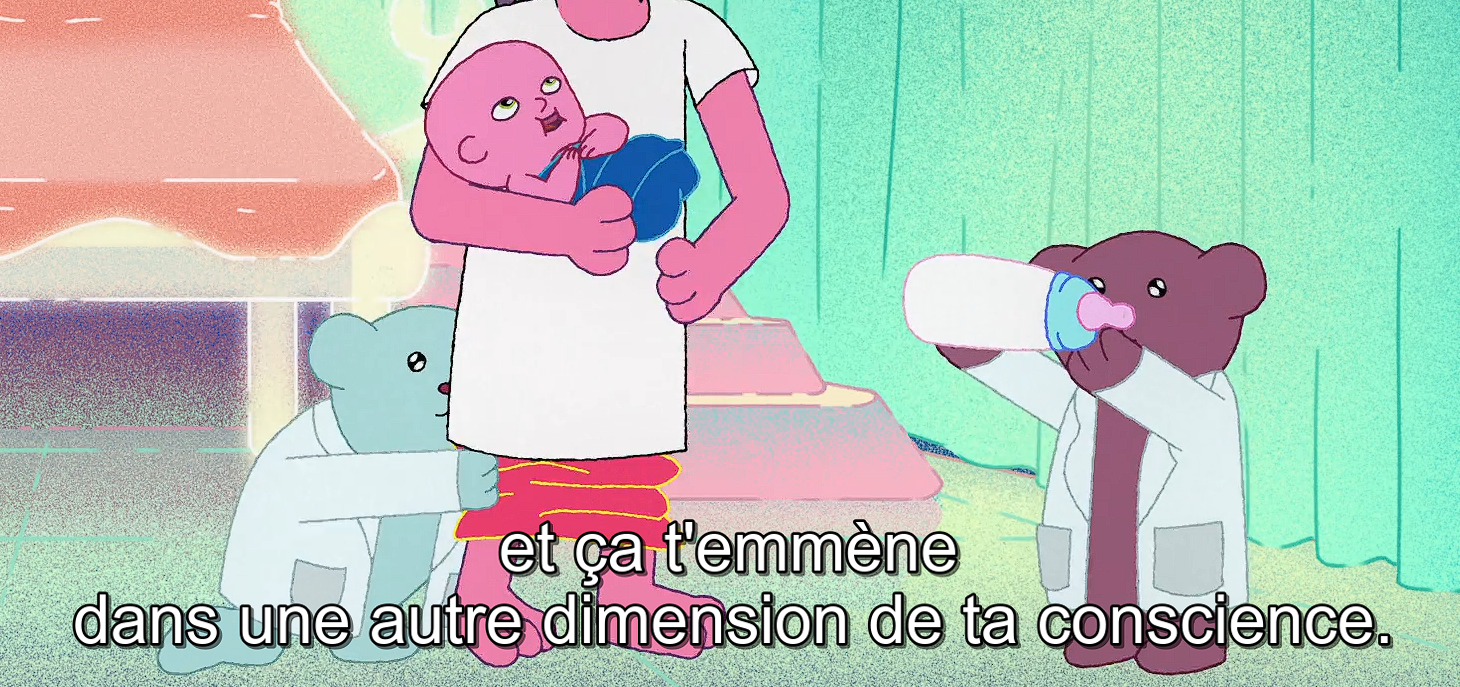 et ça t'emmène
dans une autre dimension de ta conscience.